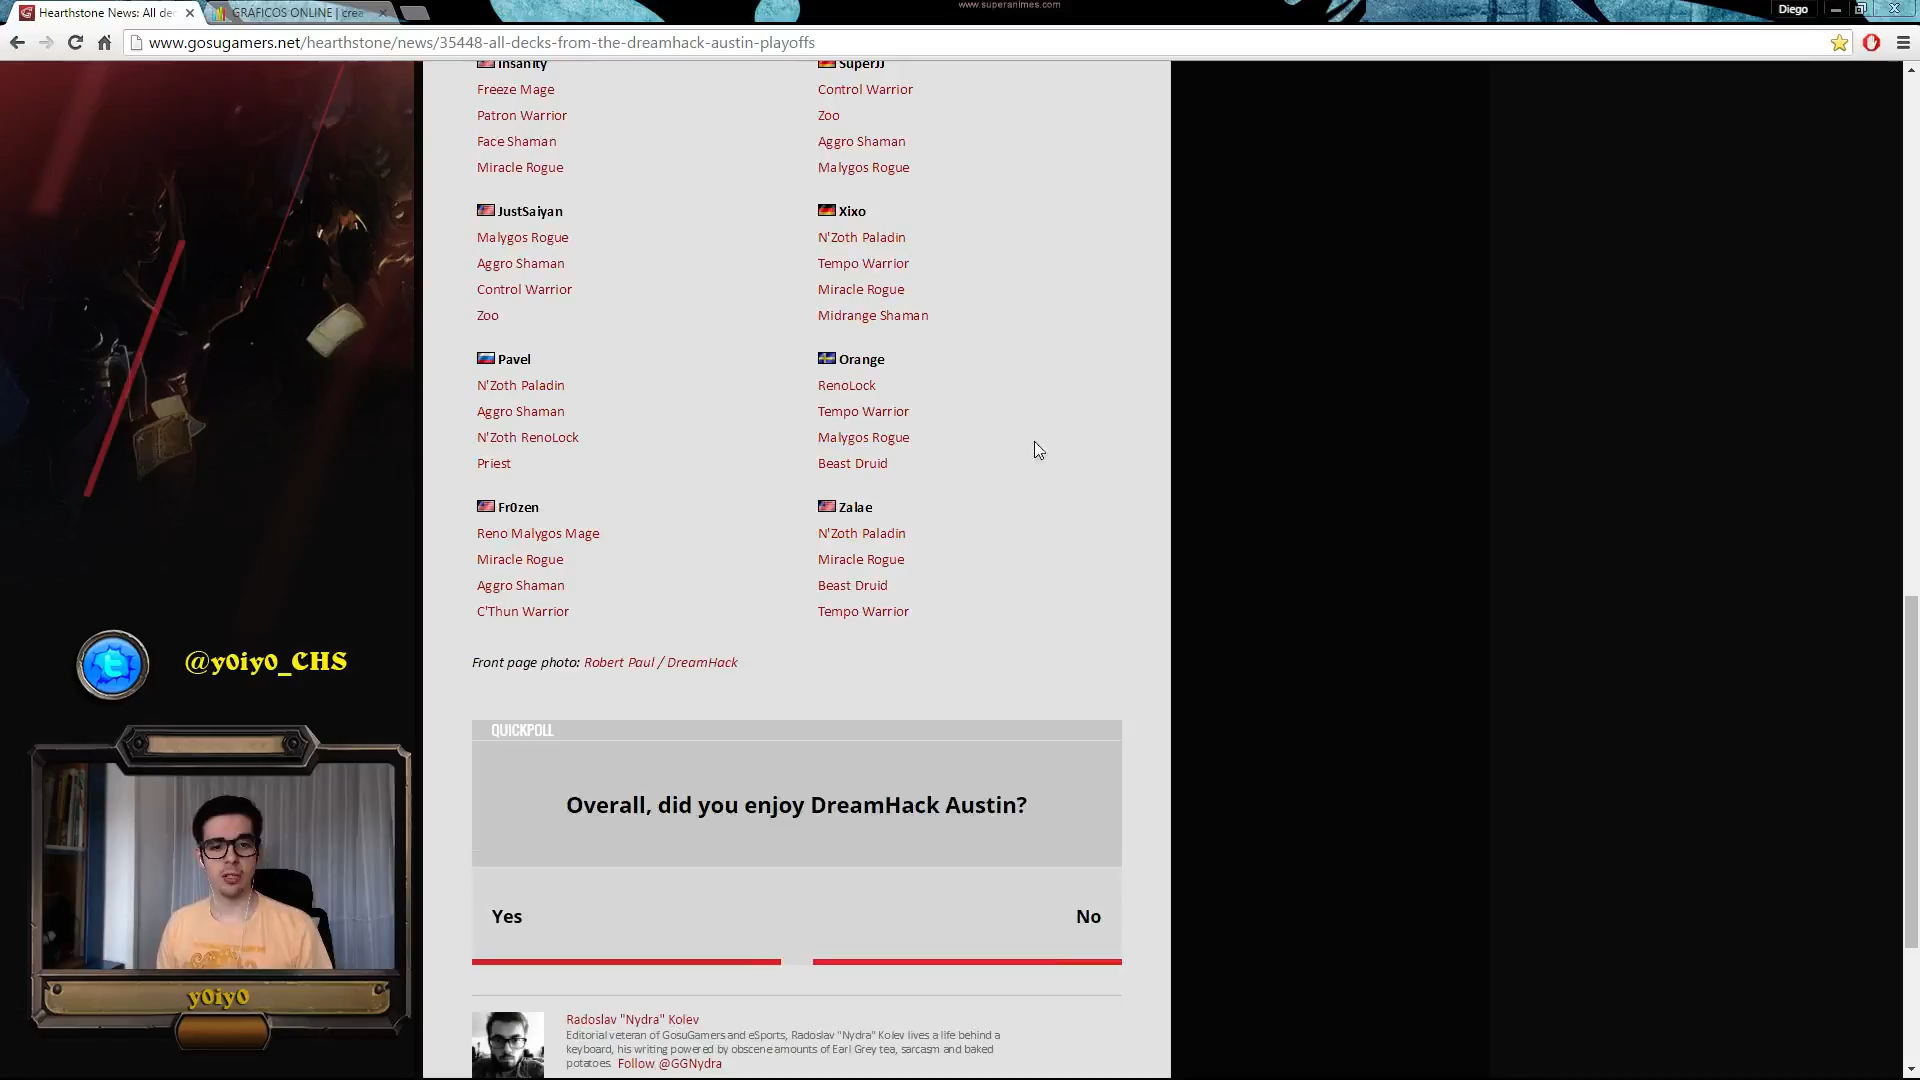 www.superanimes.com
Hearthstone News: All de
GRAFICOS ONLINE | crea
Diego
www.gosugamers.net/hearthstone/news/35448-all-decks-from-the-dreamhack-austin-playoffs
Insanity
Freeze Mage
Patron Warrior
Face Shaman
Miracle Rogue
SuperJJ
Control Warrior
Zoo
Aggro Shaman
Malygos Rogue
JustSaiyan
Malygos Rogue
Aggro Shaman
Control Warrior
Zoo
Xixo
N'Zoth Paladin
Tempo Warrior
Miracle Rogue
Midrange Shaman
Pavel
N'Zoth Paladin
Aggro Shaman
N'Zoth RenoLock
Priest
Orange
RenoLock
Tempo Warrior
Malygos Rogue
Beast Druid
Fr0zen
Reno Malygos Mage
Miracle Rogue
Aggro Shaman
C'Thun Warrior
Zalae
N'Zoth Paladin
Miracle Rogue
Beast Druid
Tempo Warrior
Front page photo: Robert Paul / DreamHack
QUICKPOLL
Overall, did you enjoy DreamHack Austin?
Yes
No
Radoslav "Nydra" Kolev
Editorial veteran of GosuGamers and eSports, Radoslav "Nydra" Kolev lives a life behind a
keyboard, his writing powered by obscene amounts of Earl Grey tea, sarcasm and baked
potatoes. Follow @GGNydra
@y0iy0_CHS
y0iy0